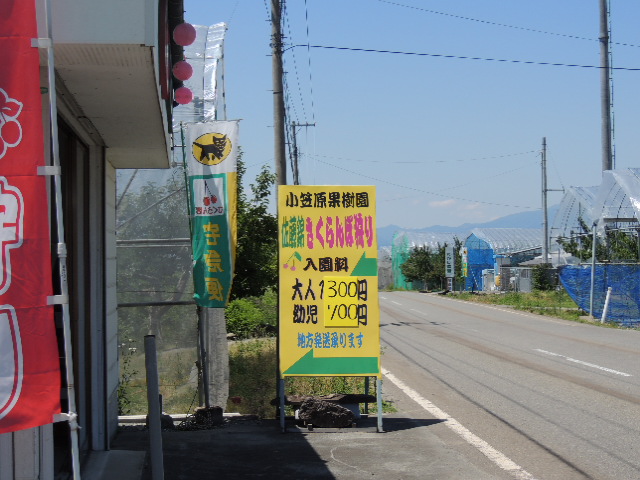 小笠原果樹園
佐藤錦さくらんぼ狩り
入園料
大人1300円
幼児700円
地方発送承ります
宅急便